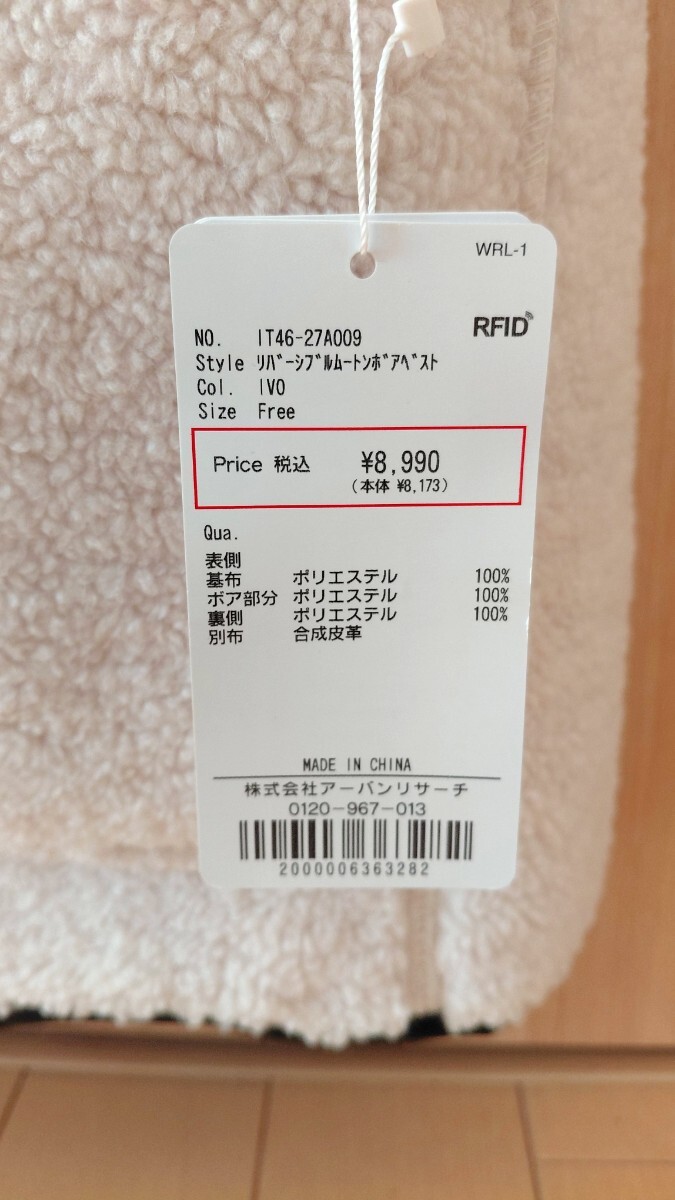 WRL-1
RFID
NO. IT46-27A009
Style ﾘﾊﾞｰｼﾌﾞﾙﾑｰﾄﾝﾎﾞｱﾍﾞｽﾄ
Col. IVO
Size Free
Price 税込 ¥8,990
(本体 ¥8,173)
Qua.
表側
基布 ポリエステル 100%
ボア部分 ポリエステル 100%
裏側 ポリエステル 100%
別布 合成皮革
MADE IN CHINA
株式会社アーバンリサーチ
0120-967-013
2000006363282